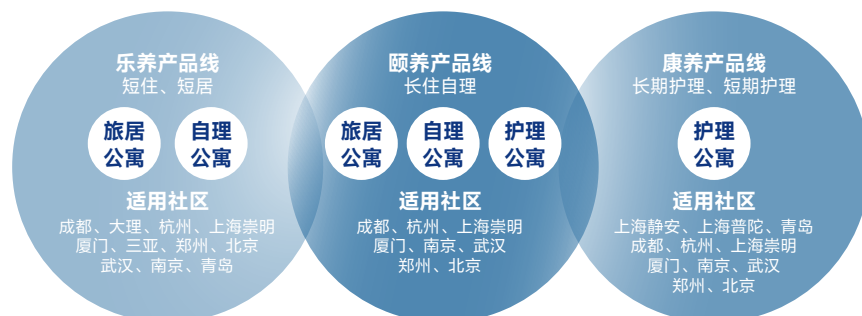 乐养产品线
短住、短居
旅居
公寓
自理
公寓
适用社区
成都、大理、杭州、上海崇明
厦门、三亚、郑州、北京
武汉、南京、青岛
颐养产品线
长住自理
旅居
公寓
自理
公寓
护理
公寓
适用社区
成都、杭州、上海崇明
厦门、南京、武汉
郑州、北京
康养产品线
长期护理、短期护理
护理
公寓
适用社区
上海静安、上海普陀、青岛
成都、杭州、上海崇明
厦门、南京、武汉
郑州、北京